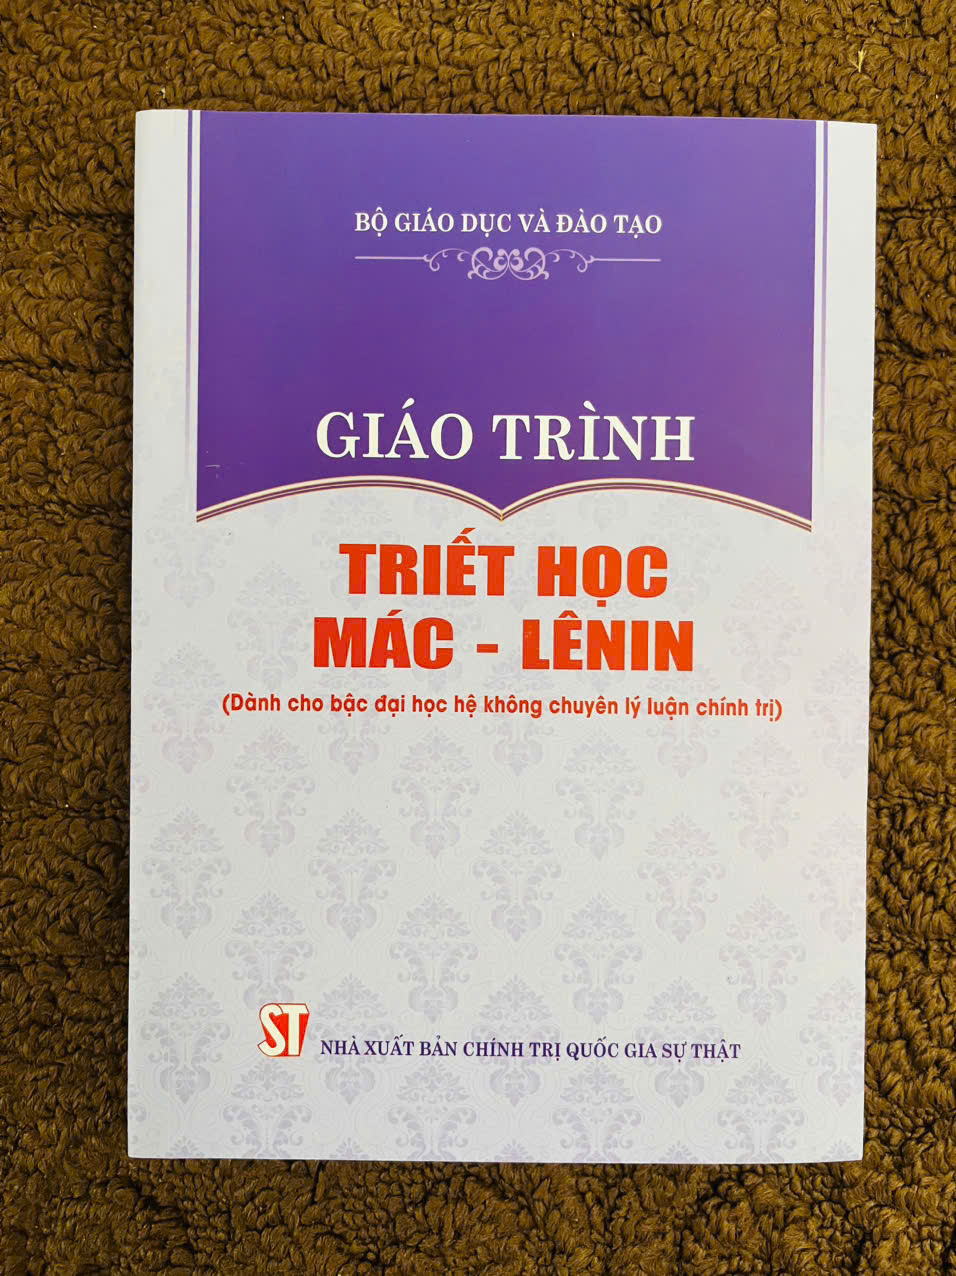 BỘ GIÁO DỤC VÀ ĐÀO TẠO
GIÁO TRÌNH
TRIẾT HỌC
MÁC - LÊNIN
(Dành cho bậc đại học hệ không chuyên lý luận chính trị)
ST NHÀ XUẤT BẢN CHÍNH TRỊ QUỐC GIA SỰ THẬT